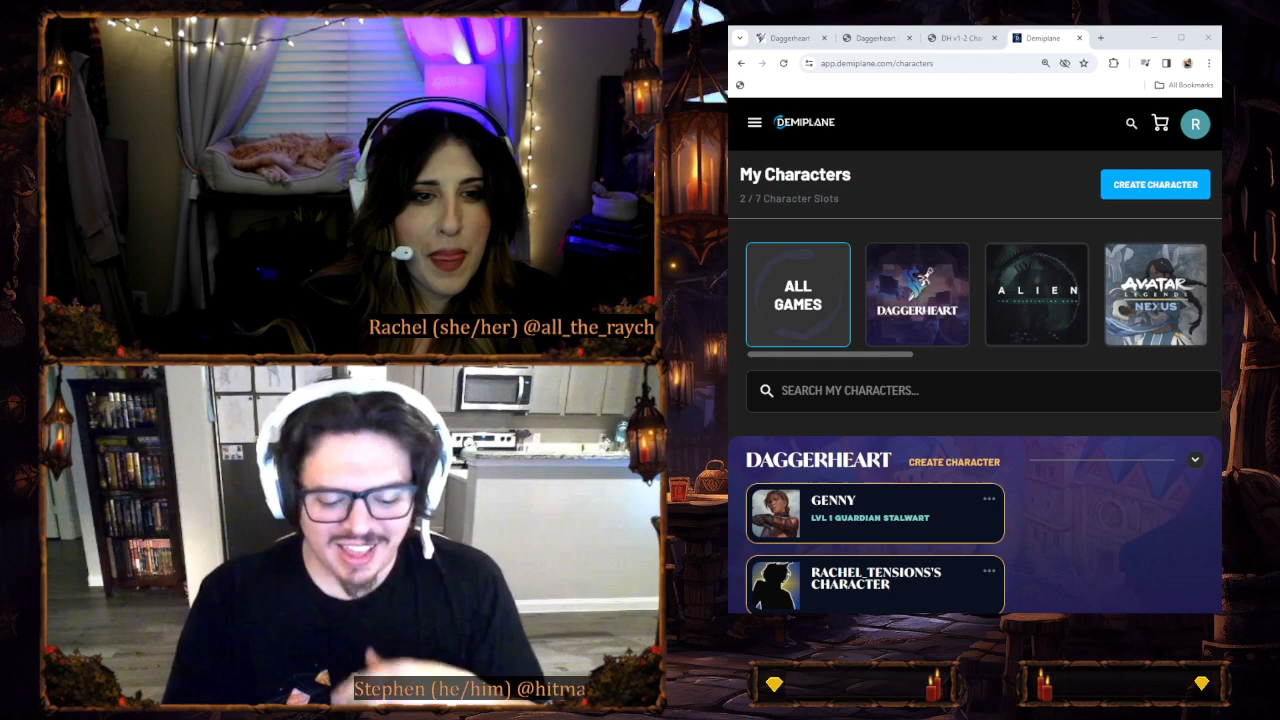 Rachel (she/her) @all_the_raych
Stephen (he/him) @hitma
Daggerheart
Daggerheart
DH v1-2 Cha
Demiplane
app.demiplane.com/characters
All Bookmarks
DEMIPLANE
R
My Characters
2 / 7 Character Slots
CREATE CHARACTER
ALL
GAMES
DAGGERHEART
ALIEN
AVATAR
LEGENDS
NEXUS
SEARCH MY CHARACTERS...
DAGGERHEART
CREATE CHARACTER
GENNY
LVL 1 GUARDIAN STALWART
RACHEL_TENSIONS'S
CHARACTER